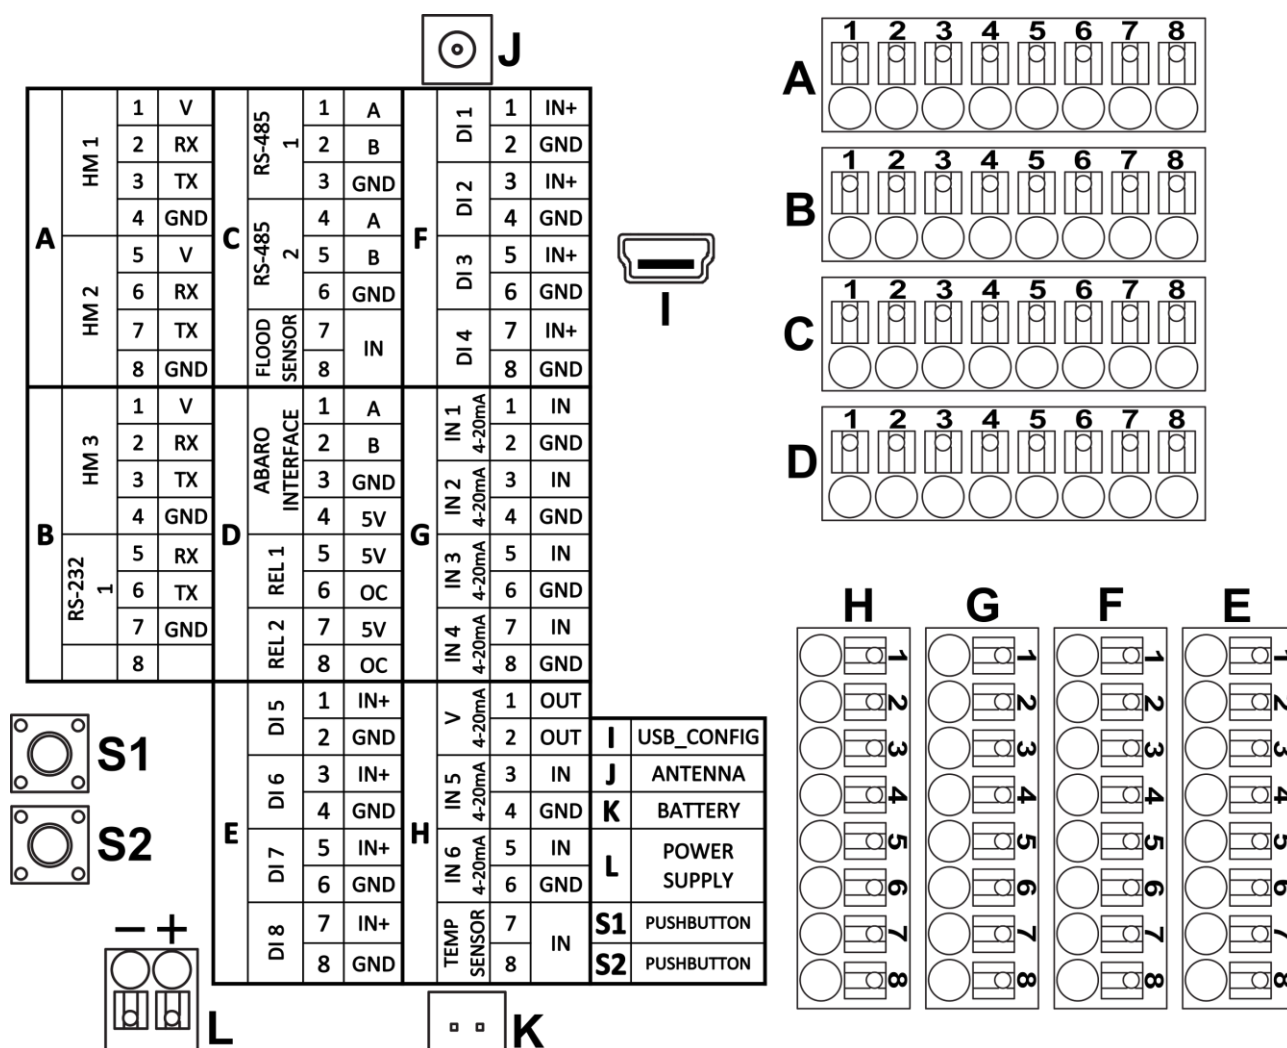 J
A
HM 1
1 V
2 RX
3 TX
4 GND
HM 2
5 V
6 RX
7 TX
8 GND
B
HM 3
1 V
2 RX
3 TX
4 GND
RS-232 1
5 RX
6 TX
7 GND
8
C
RS-485 1
1 A
2 B
3 GND
RS-485 2
4 A
5 B
6 GND
FLOOD SENSOR
7
8
IN
D
ABARO INTERFACE
1 A
2 B
3 GND
4 5V
REL 1
5 5V
6 OC
REL 2
7 5V
8 OC
E
DI 5
1 IN+
2 GND
DI 6
3 IN+
4 GND
DI 7
5 IN+
6 GND
DI 8
7 IN+
8 GND
F
DI 1
1 IN+
2 GND
DI 2
3 IN+
4 GND
DI 3
5 IN+
6 GND
DI 4
7 IN+
8 GND
G
IN 1 4-20mA
1 IN
2 GND
IN 2 4-20mA
3 IN
4 GND
IN 3 4-20mA
5 IN
6 GND
IN 4 4-20mA
7 IN
8 GND
H
V 4-20mA
1 OUT
2 OUT
IN 5 4-20mA
3 IN
4 GND
IN 6 4-20mA
5 IN
6 GND
TEMP SENSOR
7
8
IN
I USB_CONFIG
J ANTENNA
K BATTERY
L POWER SUPPLY
S1 PUSHBUTTON
S2 PUSHBUTTON
I
S1
S2
− +
L
K
A
1 2 3 4 5 6 7 8
B
1 2 3 4 5 6 7 8
C
1 2 3 4 5 6 7 8
D
1 2 3 4 5 6 7 8
H G F E
1 1 1 1
2 2 2 2
3 3 3 3
4 4 4 4
5 5 5 5
6 6 6 6
7 7 7 7
8 8 8 8